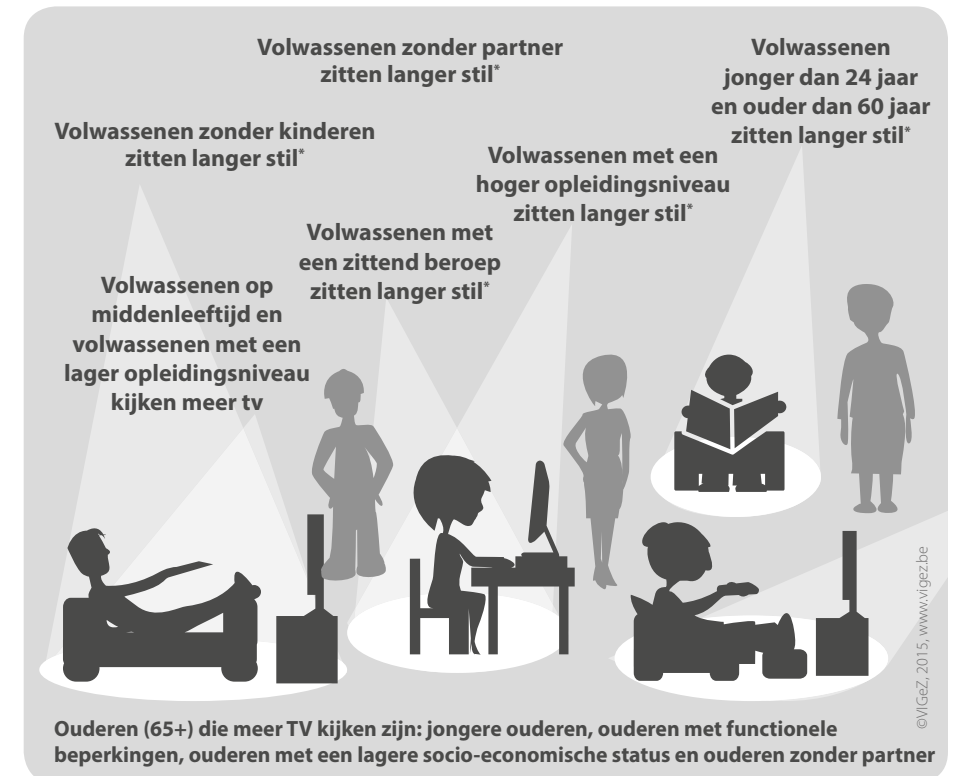 Volwassenen zonder partner
zitten langer stil*
Volwassenen
jonger dan 24 jaar
en ouder dan 60 jaar
zitten langer stil*
Volwassenen zonder kinderen
zitten langer stil*
Volwassenen met een
hoger opleidingsniveau
zitten langer stil*
Volwassenen met
een zittend beroep
zitten langer stil*
Volwassenen op
middenleeftijd en
volwassenen met een
lager opleidingsniveau
kijken meer tv
©VIGeZ, 2015, www.vigez.be
Ouderen (65+) die meer TV kijken zijn: jongere ouderen, ouderen met functionele
beperkingen, ouderen met een lagere socio-economische status en ouderen zonder partner